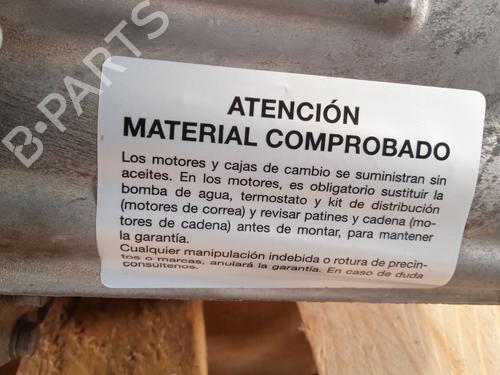 B-PARTS
ATENCIÓN
MATERIAL COMPROBADO
Los motores y cajas de cambio se suministran sin
aceites. En los motores, es obligatorio sustituir la
bomba de agua, termostato y kit de distribución
(motores de correa) y revisar patines y cadena (mo-
tores de cadena) antes de montar, para mantener
la garantía.
Cualquier manipulación indebida o rotura de precin-
tos o marcas, anulará la garantía. En caso de duda
consúltenos.